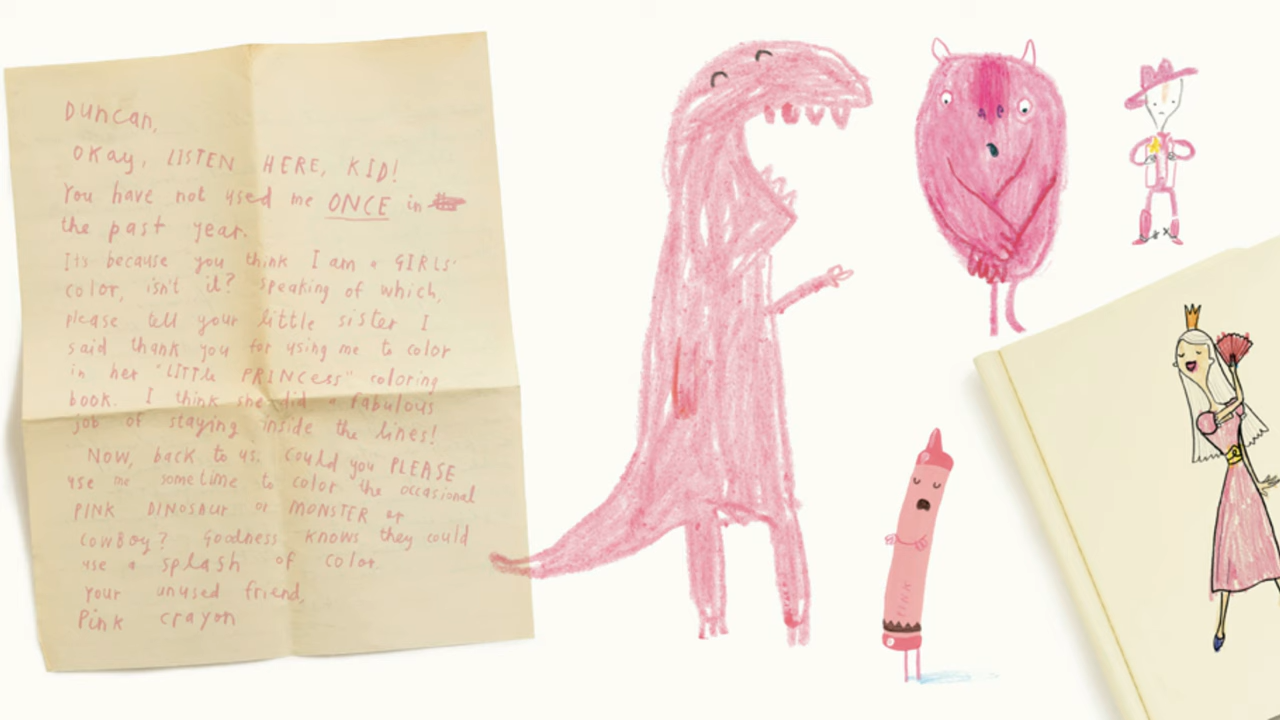 Duncan,
OKay, LISTEN HERE, KID!
You have not used me ONCE in
the past year.
It's because you think I am a GIRLS'
color, isn't it? Speaking of which,
please tell your little sister I
said thank you for using me to color
in her "LITTLE PRINCESS" coloring
book. I think she did a fabulous
job of staying inside the lines!
Now, back to us. Could you PLEASE
use me sometime to color the occasional
PINK DINOSAUR or MONSTER or
COWBOY? Goodness knows they could
use a splash of color.
Your unused friend,
Pink crayon
PINK